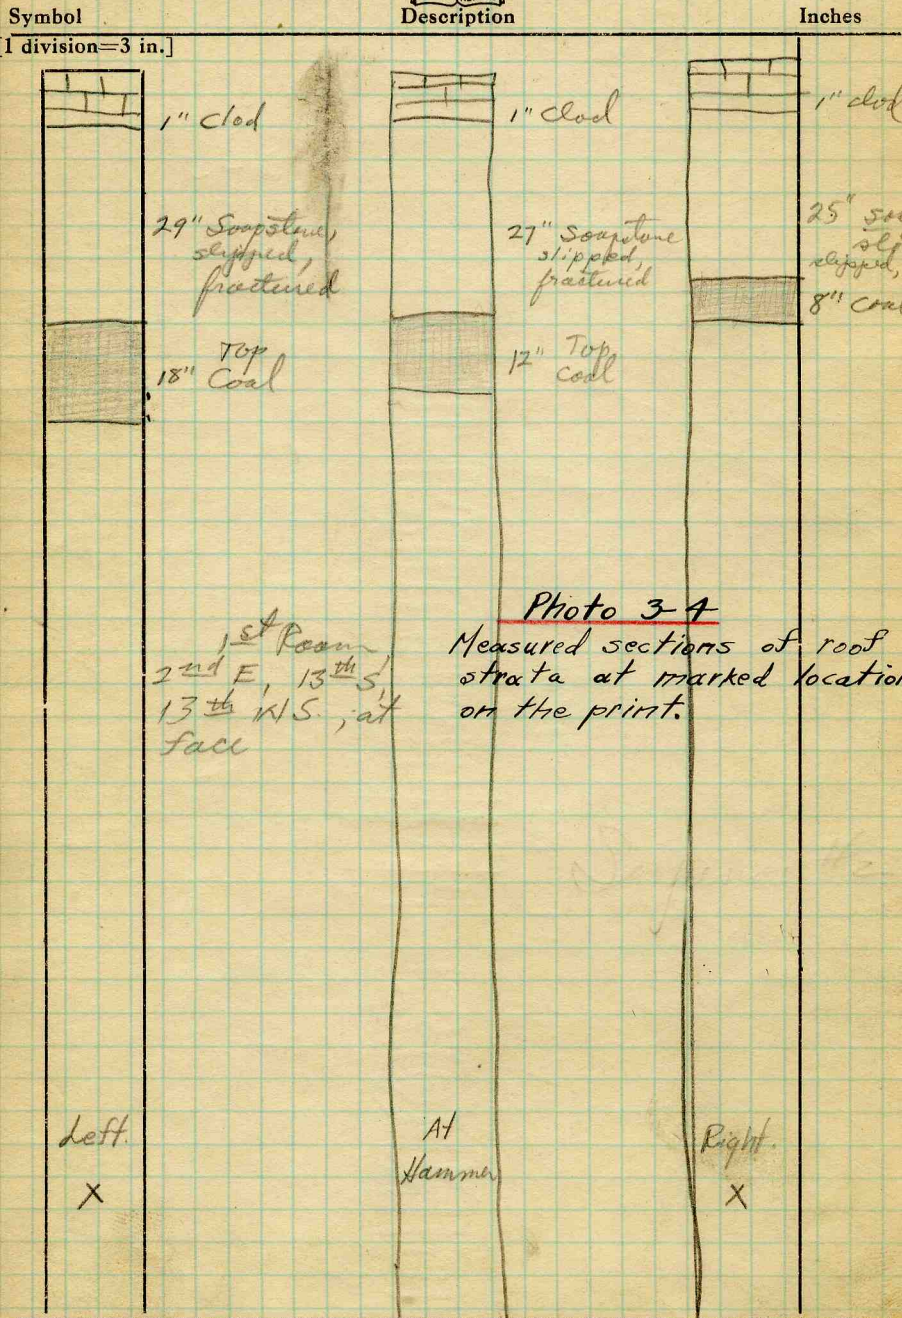 Symbol Description Inches
[1 division=3 in.]
1" Clod
29" Soapstone,
slipped,
fractured
18" Top
Coal
1st Room,
2nd E, 13th S,
13th W S. ; at
face
Left.
X
1" Clod
27" Soapstone
slipped,
fractured
12" Top
Coal
Photo 3-4
Measured sections of roof
strata at marked location
on the print.
At
Hammer
1" clod
25"
slipped,
8" Coal
Right.
X